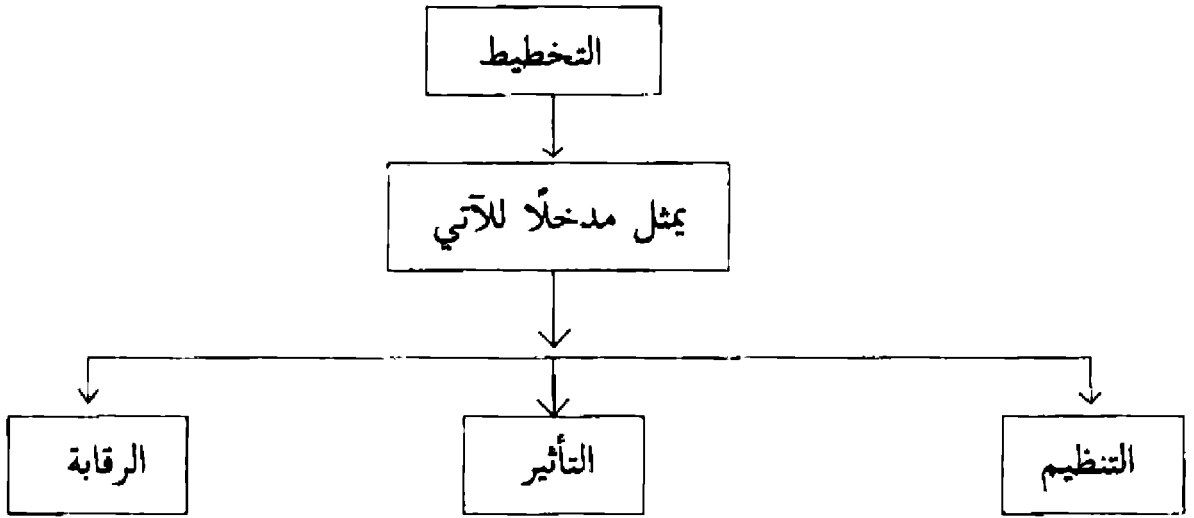 التخطيط
يمثل مدخلًا للآتي
التنظيم
التأثير
الرقابة